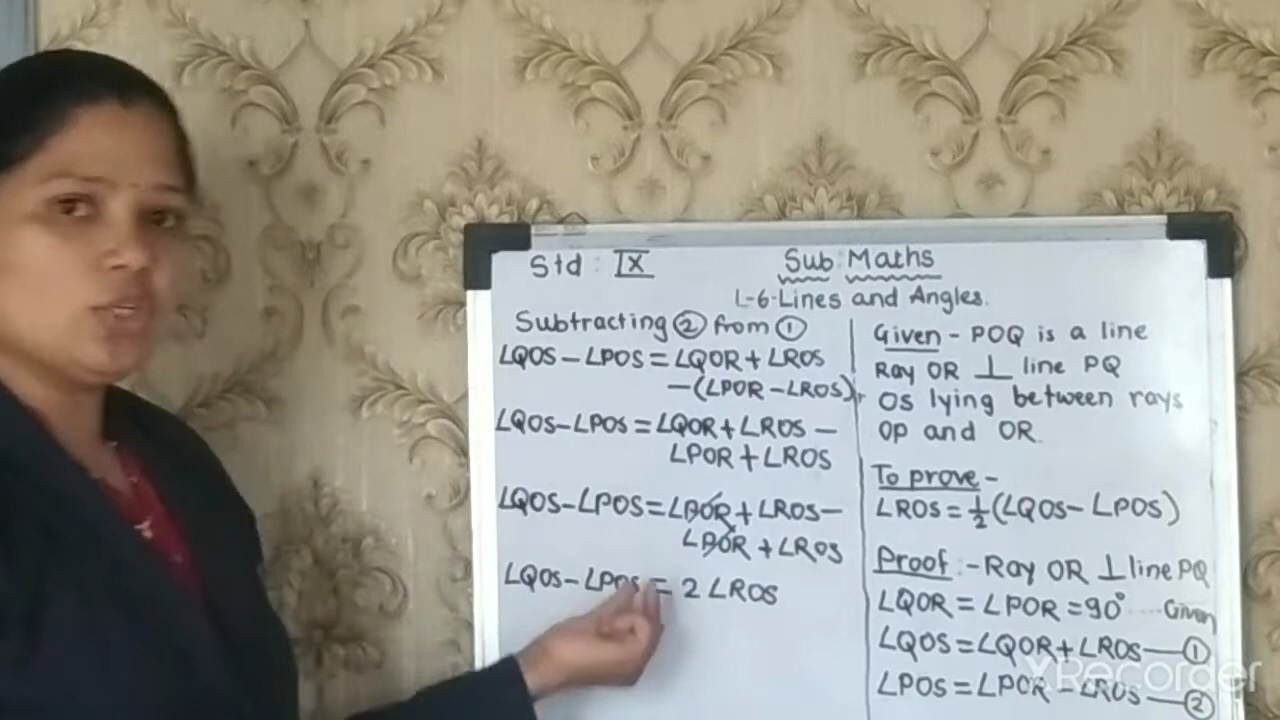 Std : IX
Sub : Maths
L-6-Lines and Angles.
Subtracting ② from ①
∠QOS – ∠POS = ∠QOR + ∠ROS
– (∠POR – ∠ROS)
∠QOS – ∠POS = ∠QOR + ∠ROS –
∠POR + ∠ROS
∠QOS – ∠POS = ∠POR + ∠ROS –
∠POR + ∠ROS
∠QOS – ∠POS = 2 ∠ROS
Given - POQ is a line
Ray OR ⊥ line PQ
OS lying between rays
OP and OR.
To prove -
∠ROS = ½ (∠QOS – ∠POS)
Proof :- Ray OR ⊥ line PQ
∠QOR = ∠POR = 90° ... Given
∠QOS = ∠QOR + ∠ROS — ①
∠POS = ∠POR – ∠ROS — ②
XRecorder